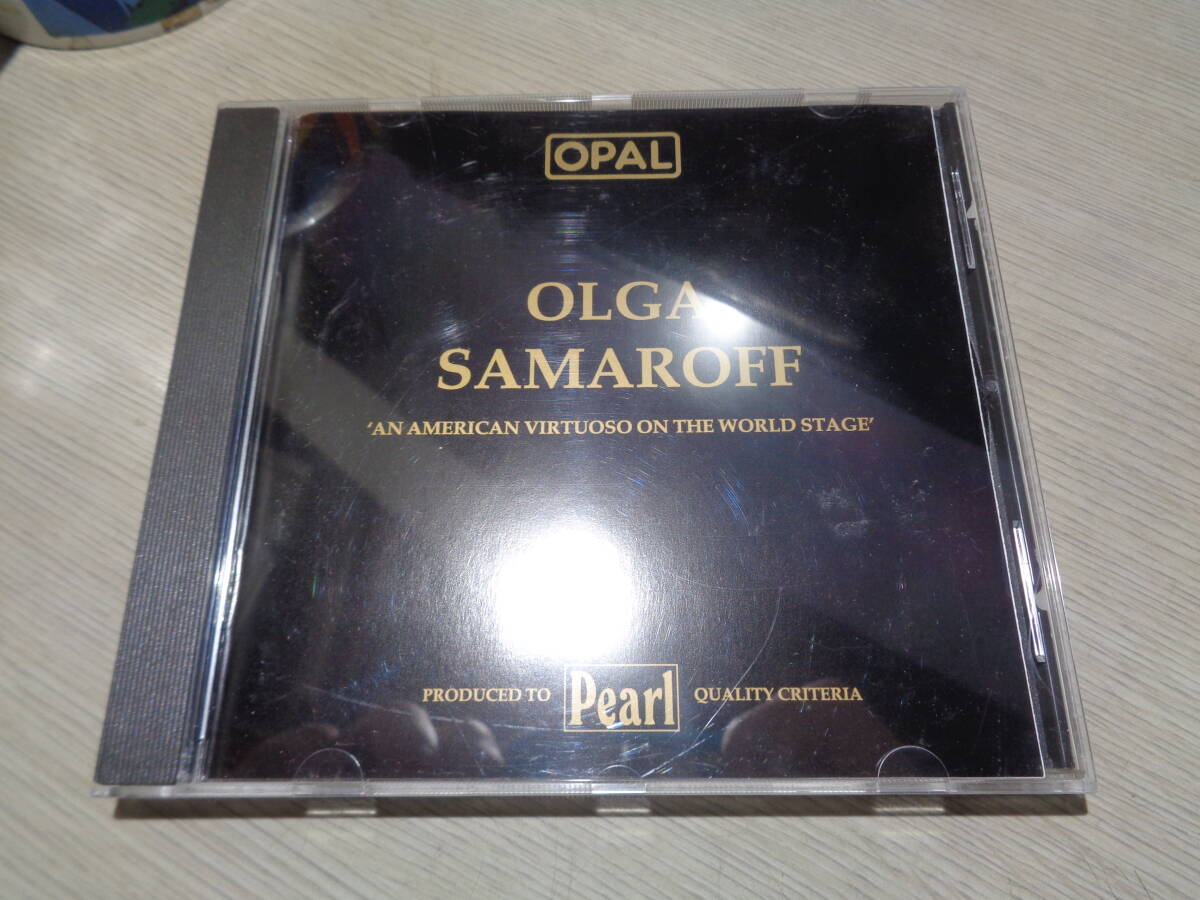 OPAL
OLGA
SAMAROFF
'AN AMERICAN VIRTUOSO ON THE WORLD STAGE'
PRODUCED TO Pearl QUALITY CRITERIA